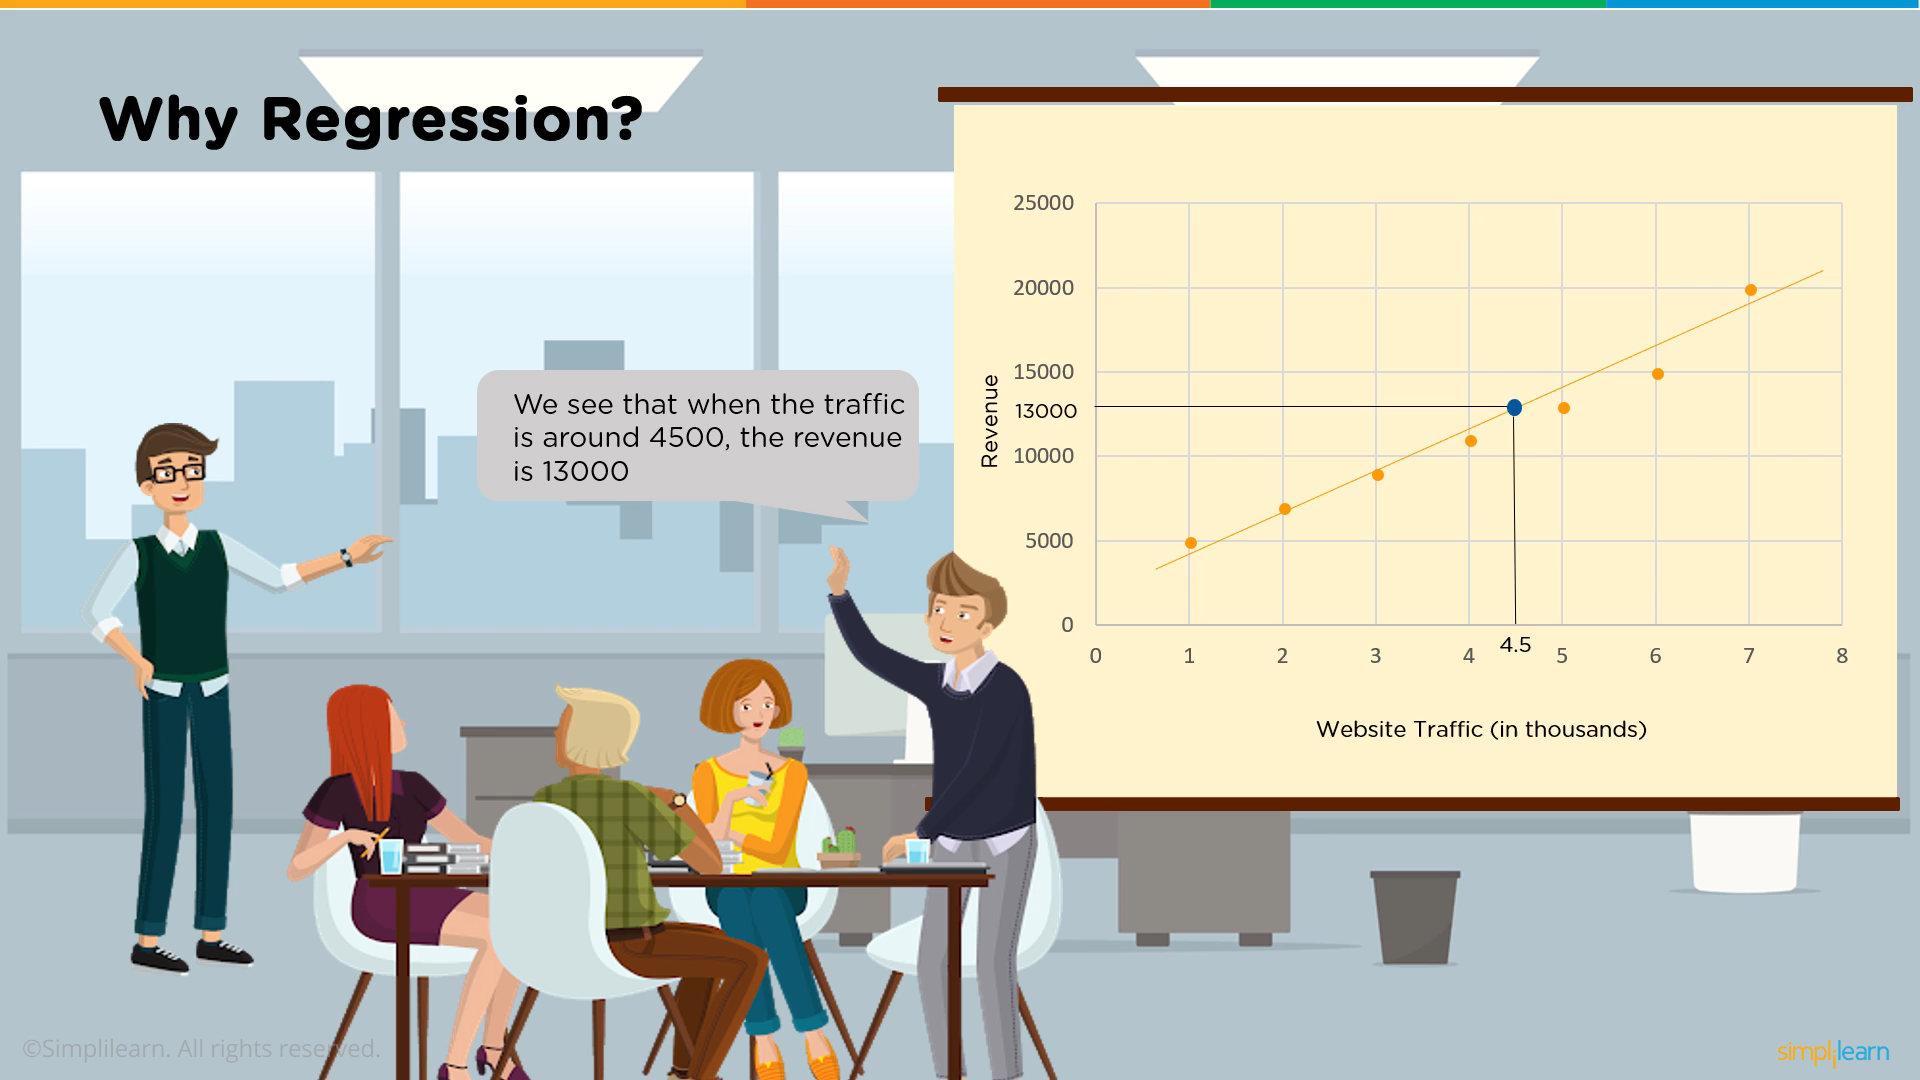 Why Regression?
We see that when the traffic
is around 4500, the revenue
is 13000
25000
20000
15000
13000
10000
5000
0
Revenue
0 1 2 3 4 4.5 5 6 7 8
Website Traffic (in thousands)
©Simplilearn. All rights reserved.
simplilearn